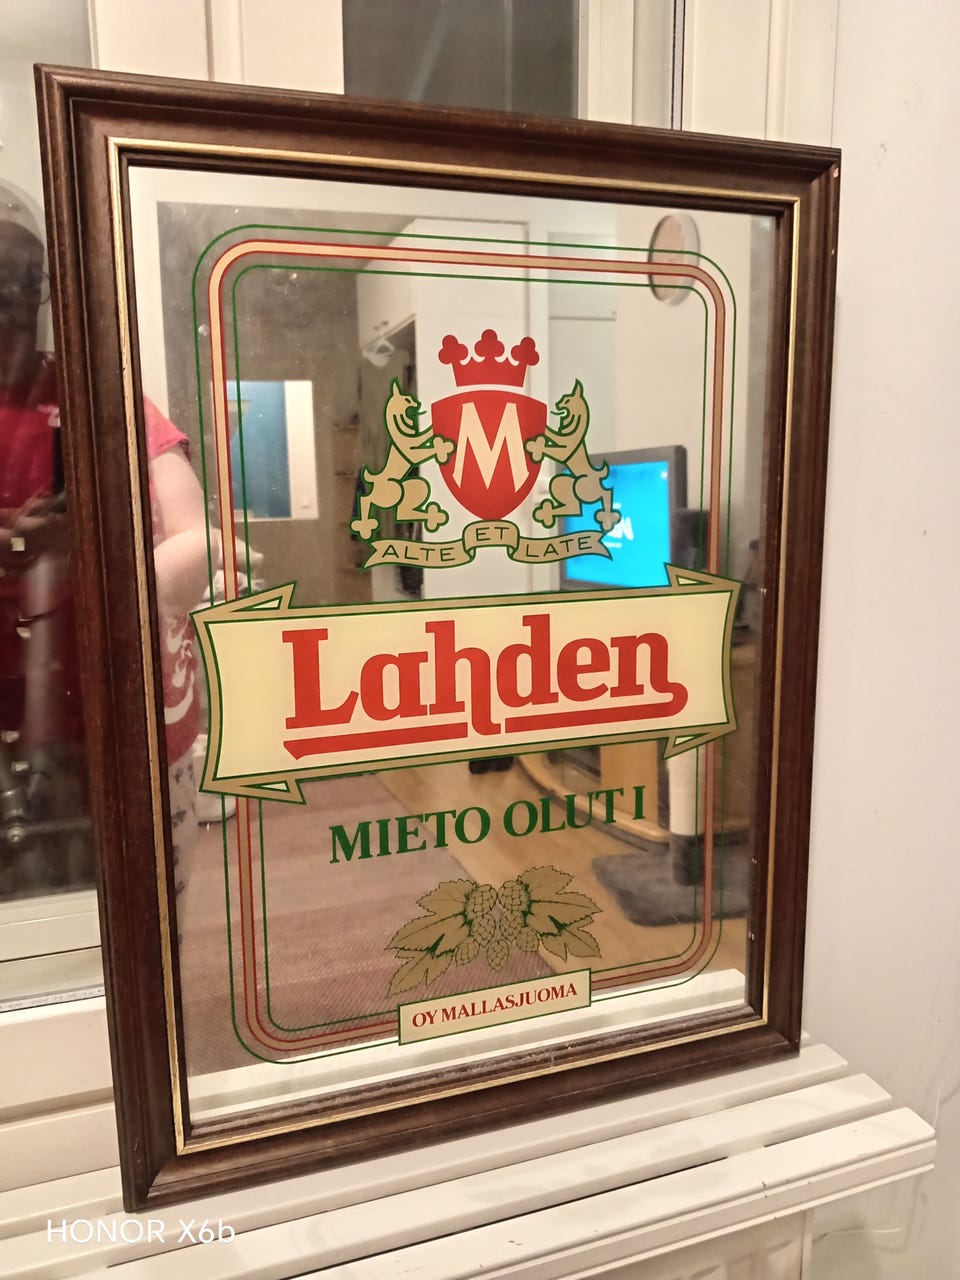 M
ALTE ET LATE
Lahden
MIETO OLUT I
OY MALLASJUOMA
HONOR X6b